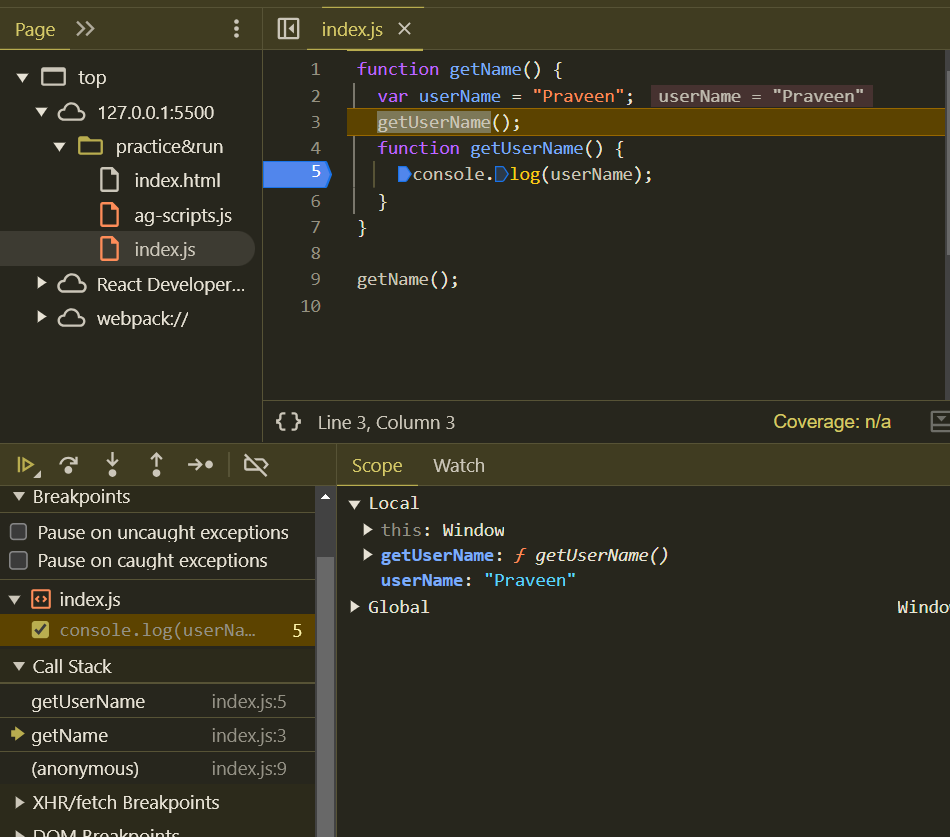 Page
index.js
top
127.0.0.1:5500
practice&run
index.html
ag-scripts.js
index.js
React Developer...
webpack://
1 function getName() {
2 var userName = "Praveen"; userName = "Praveen"
3 getUserName();
4 function getUserName() {
5 console.log(userName);
6 }
7 }
8
9 getName();
10
{} Line 3, Column 3 Coverage: n/a
Breakpoints
Pause on uncaught exceptions
Pause on caught exceptions
index.js
console.log(userNa… 5
Call Stack
getUserName index.js:5
getName index.js:3
(anonymous) index.js:9
XHR/fetch Breakpoints
DOM Breakpoints
Scope Watch
Local
this: Window
getUserName: ƒ getUserName()
userName: "Praveen"
Global Windo